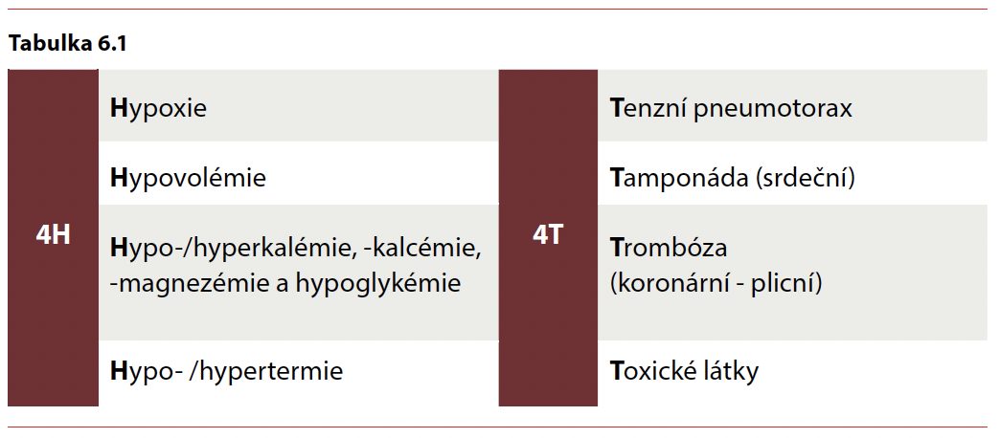 Tabulka 6.1
4H
Hypoxie
Hypovolémie
Hypo-/hyperkalémie, -kalcémie,
-magnezémie a hypoglykémie
Hypo- /hypertermie
4T
Tenzní pneumotorax
Tamponáda (srdeční)
Trombóza
(koronární - plicní)
Toxické látky